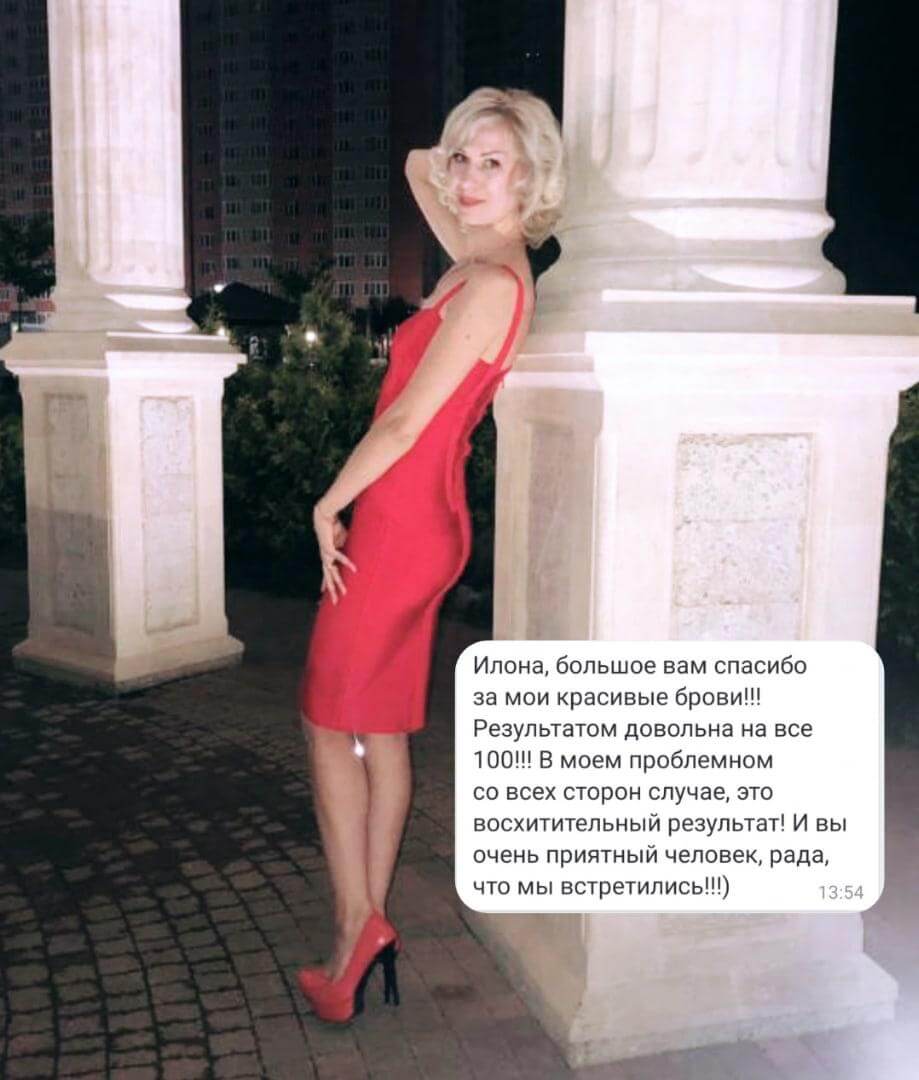 Илона, большое вам спасибо
за мои красивые брови!!!
Результатом довольна на все
100!!! В моем проблемном
со всех сторон случае, это
восхитительный результат! И вы
очень приятный человек, рада,
что мы встретились!!!)
13:54